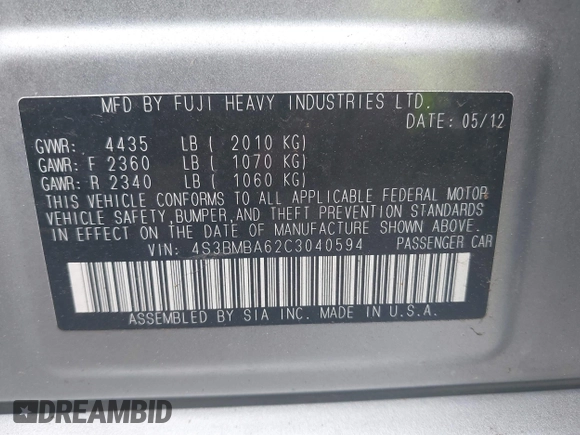 MFD BY FUJI HEAVY INDUSTRIES LTD.
DATE: 05/12
GVWR: 4435 LB ( 2010 KG)
GAWR: F 2360 LB ( 1070 KG)
GAWR: R 2340 LB ( 1060 KG)
THIS VEHICLE CONFORMS TO ALL APPLICABLE FEDERAL MOTOR
VEHICLE SAFETY,BUMPER,AND THEFT PREVENTION STANDARDS
IN EFFECT ON THE DATE OF MANUFACTURE SHOWN ABOVE.
VIN: 4S3BMBA62C3040594 PASSENGER CAR
ASSEMBLED BY SIA INC. MADE IN U.S.A.
DREAMBID